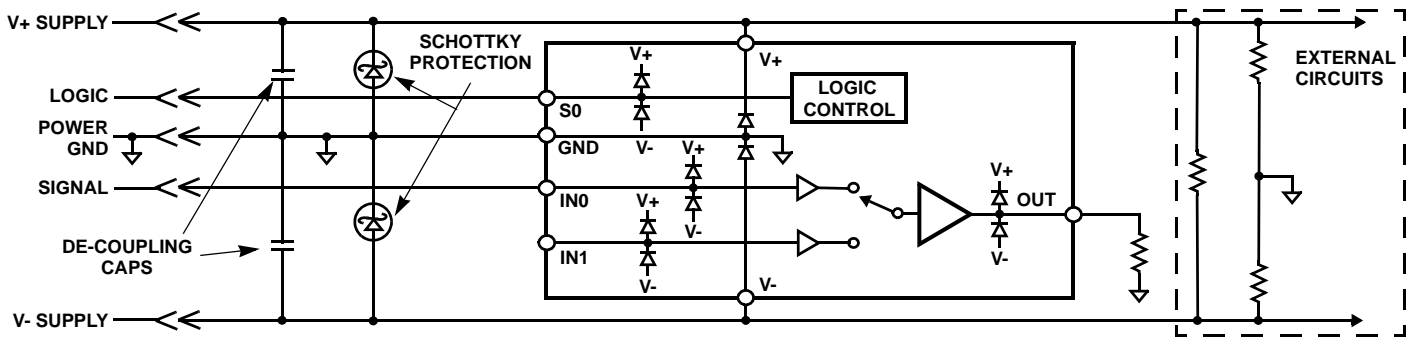 V+ SUPPLY
LOGIC
POWER
GND
SIGNAL
DE-COUPLING
CAPS
V- SUPPLY
SCHOTTKY
PROTECTION
V+
V+
S0
V-
LOGIC
CONTROL
GND
V+
IN0
V-
V+
IN1
V-
V+
OUT
V-
V-
EXTERNAL
CIRCUITS